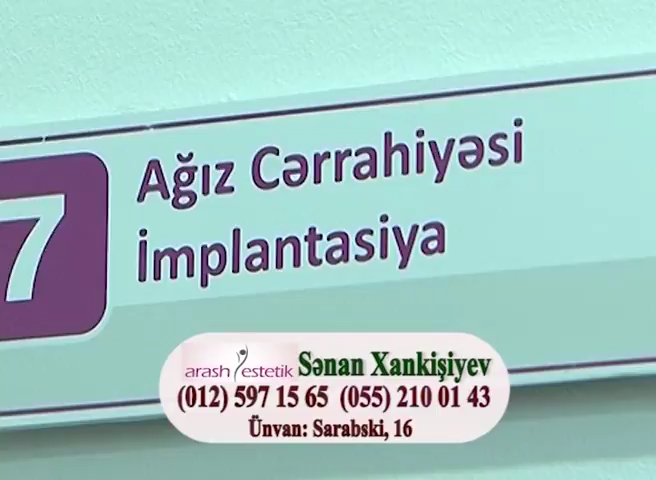 7
Ağız Cərrahiyəsi
İmplantasiya
arash estetik Sənan Xankişiyev
(012) 597 15 65 (055) 210 01 43
Ünvan: Sarabski, 16